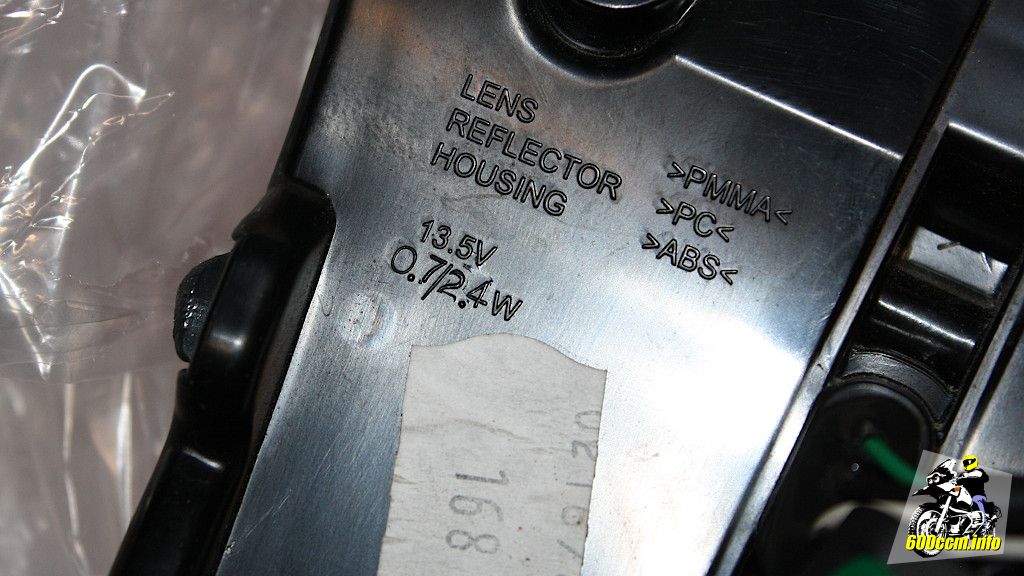 LENS >PMMA<
REFLECTOR >PC<
HOUSING >ABS<
13.5V
0.7/2.4W
168
600ccm.info